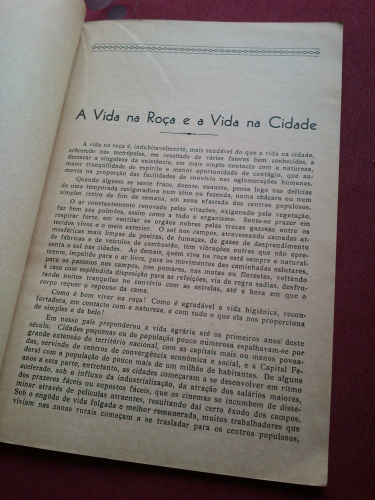 A Vida na Roça e a Vida na Cidade
A vida na roça é, indubitavelmente, mais saudável do que a vida na cidade,
sobretudo nas metrópoles, em resultado de vários fatores bem conhecidos, a
destacar a singeleza da existência, em mais amplo contacto com a natureza,
maior tranquilidade de espírito e menor oportunidade de contágio, que au-
menta na proporção das facilidades de convívio nas aglomerações humanas.
Quando alguem se sente fraco, doente, exausto, pensa logo nas delícias
de uma temporada revigoradora num sítio ou fazenda, numa chácara ou num
simples retiro de fim de semana, em zona afastada dos centros populosos.
O ar constantemente renovado pelas virações, oxigenado pela vegetação,
faz bem aos pulmões, assim como a todo o organismo. Sente-se prazer em
respirar forte, em ventilar os orgãos nobres pelas trocas gazosas entre os
tecidos vivos e o meio exterior. O sol nos campos, atravessando camadas at-
mosféricas mais limpas de poeiras, de fumaças, de gazes de desprendimento
de fábricas e de veículos de combustão, tem vibrações outras que não apre-
senta o sol nas cidades. Ao demais, quem vive na roça está sempre e natural-
mente, impelido para o ar livre, para os movimentos das caminhadas salutares,
para os passeios nos campos, nos pomares, nas matas ou florestas, voltando
à casa com esplêndida disposição para as refeições, via de regra sadias, desfru-
tando noites tranquilas no convívio com as estrelas, até a hora em que o
corpo requer o repouso da cama.
Como é bom viver na roça! Como é agradável a vida higiênica, recon-
fortadora, em contacto com a natureza, e com tudo o que ela nos proporciona
de simples e de belo!
Em nosso país preponderou a vida agrária até os primeiros anos deste
século. Cidades pequenas ou de população pouco numerosa espalhavam-se por
grande extensão do território nacional, com as capitais mais ou menos povoa-
das, servindo de centros de convergência econômica e social, e a Capital Fe-
deral com a população de pouco mais de um milhão de habitantes. De alguns
anos a esta parte, entretanto, as cidades começaram a se desenvolver em ritmo
acelerado, sob o influxo da industrialização, da atração dos salários maiores,
dos prazeres fáceis ou supostos fáceis, que os cinemas se incumbem de disse-
minar através de películas atraentes, resultando daí certo êxodo dos campos.
Sob o engôdo de vida folgada e melhor remunerada, muitos trabalhadores que
viviam nas zonas rurais começam a se trasladar para os centros populosos,